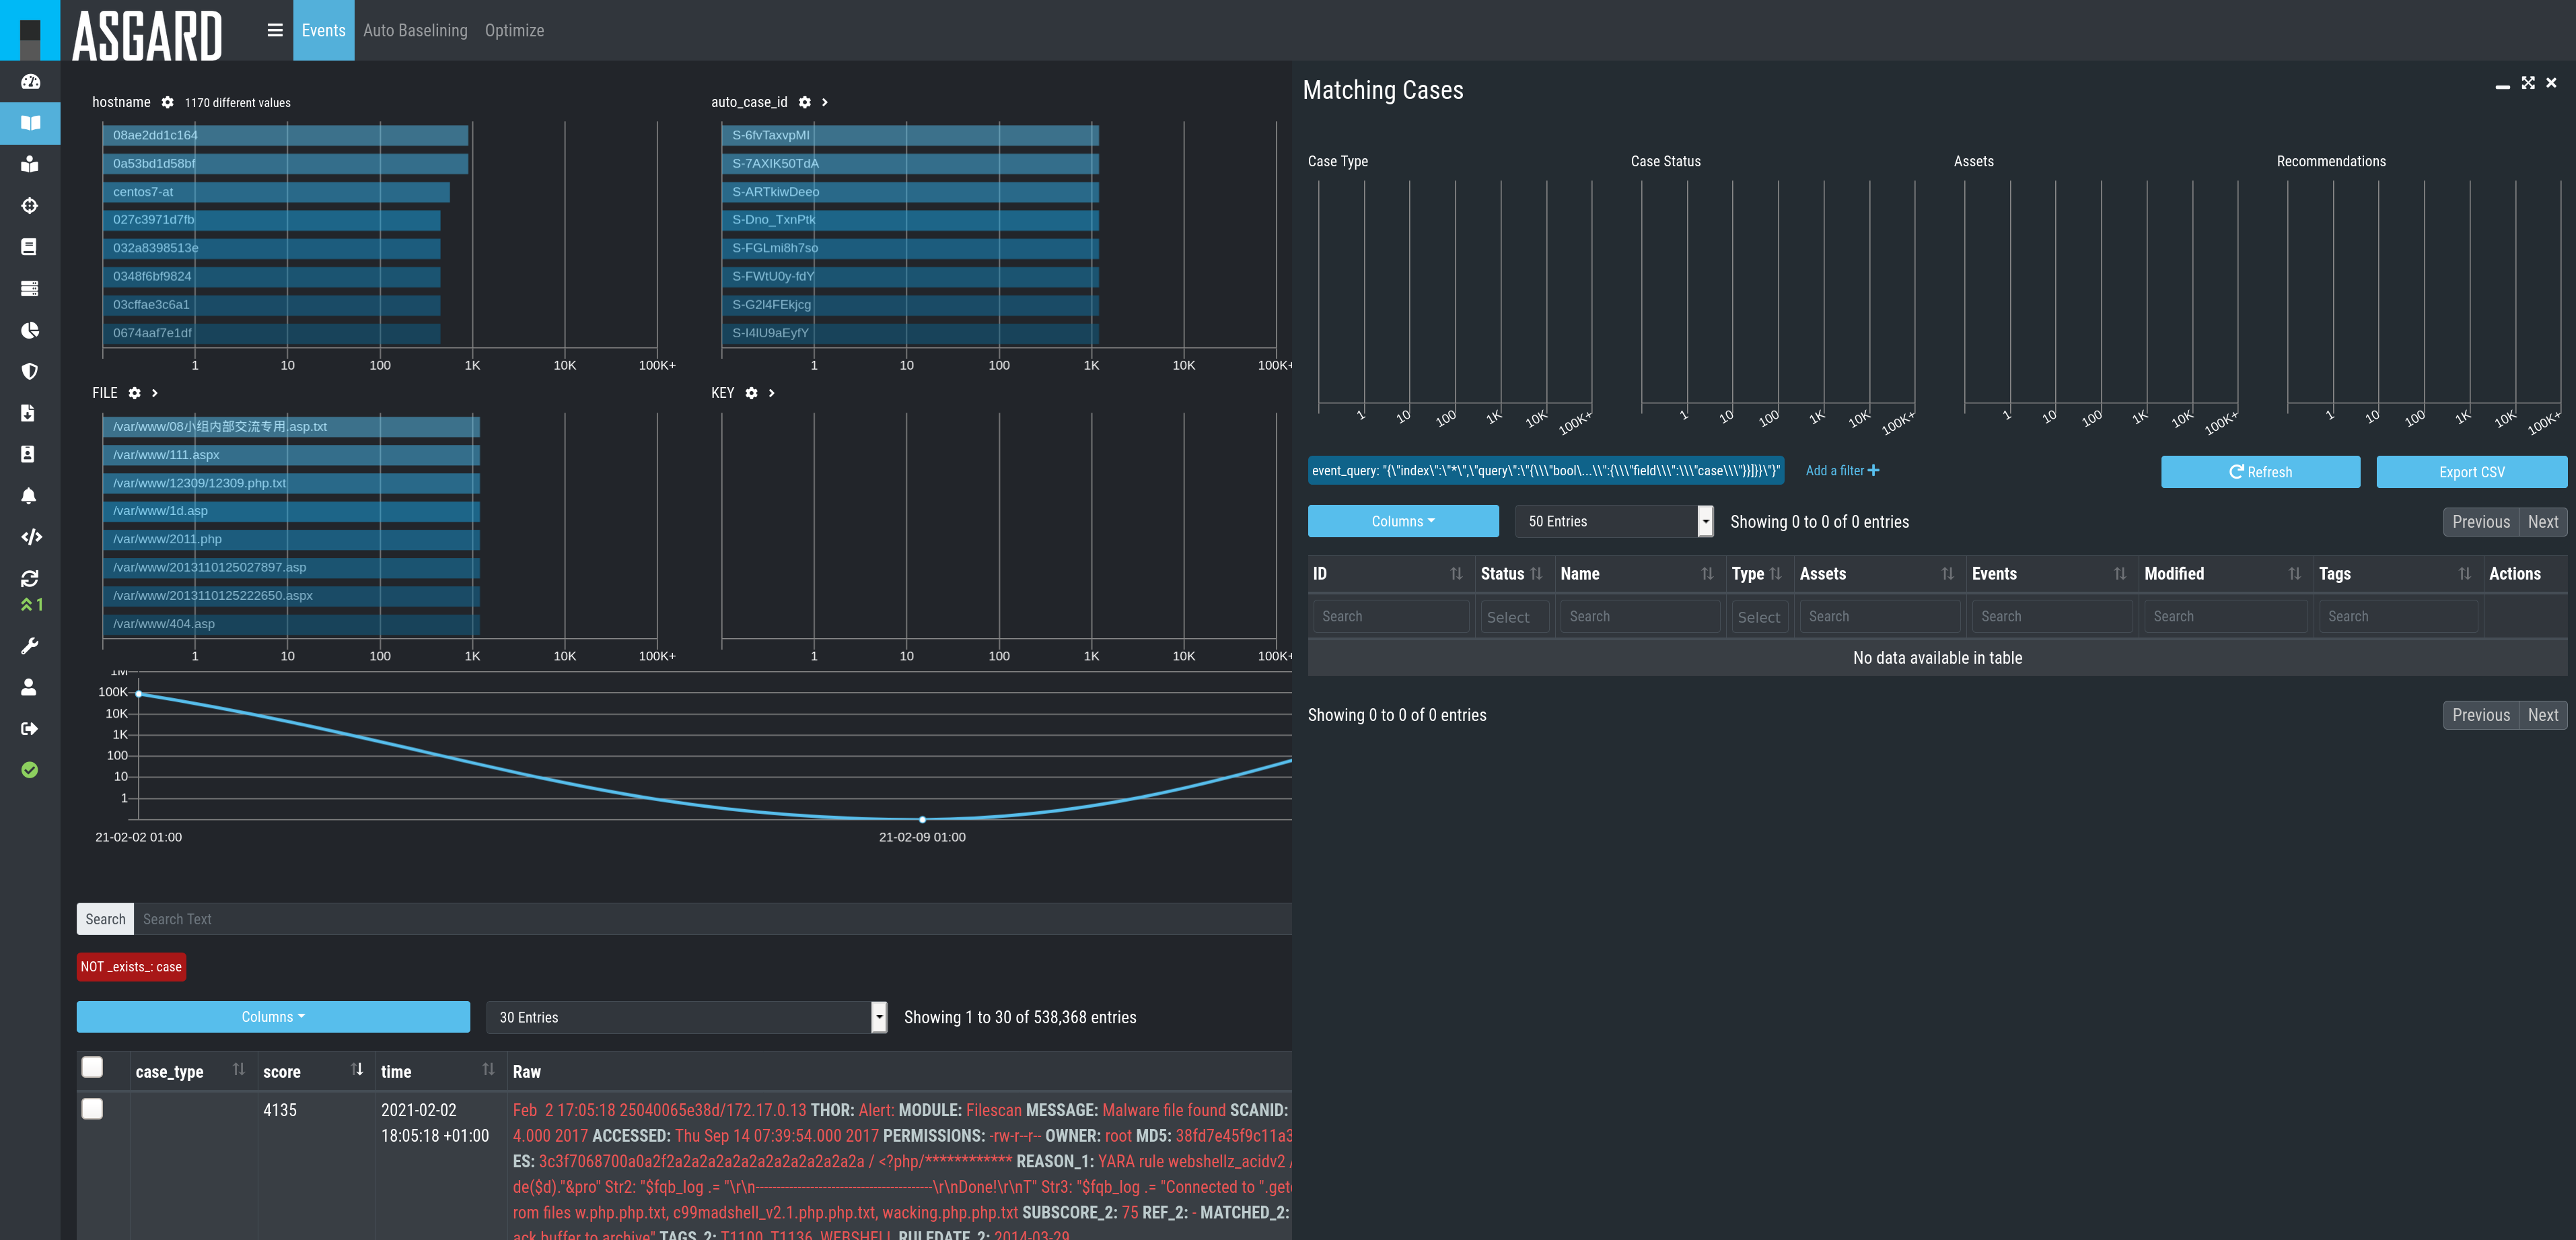 ASGARD
Events
Auto Baselining
Optimize
hostname
1170 different values
08ae2dd1c164
0a53bd1d58bf
centos7-at
027c3971d7fb
032a8398513e
0348f6bf9824
03cffae3c6a1
0674aaf7e1df
1 10 100 1K 10K 100K+
auto_case_id
S-6fvTaxvpMI
S-7AXIK50TdA
S-ARTkiwDeeo
S-Dno_TxnPtk
S-FGLmi8h7so
S-FWtU0y-fdY
S-G2l4FEkjcg
S-I4lU9aEyfY
1 10 100 1K 10K 100K+
FILE
/var/www/08小组内部交流专用.asp.txt
/var/www/111.aspx
/var/www/12309/12309.php.txt
/var/www/1d.asp
/var/www/2011.php
/var/www/2013110125027897.asp
/var/www/2013110125222650.aspx
/var/www/404.asp
1 10 100 1K 10K 100K+
KEY
1 10 100 1K 10K 100K+
1M
100K
10K
1K
100
10
1
21-02-02 01:00
21-02-09 01:00
1
Search
Search Text
NOT _exists_: case
Columns
30 Entries
Showing 1 to 30 of 538,368 entries
case_type score time Raw
4135
2021-02-02
18:05:18 +01:00
Feb 2 17:05:18 25040065e38d/172.17.0.13 THOR: Alert: MODULE: Filescan MESSAGE: Malware file found SCANID:
4.000 2017 ACCESSED: Thu Sep 14 07:39:54.000 2017 PERMISSIONS: -rw-r--r-- OWNER: root MD5: 38fd7e45f9c11a3
ES: 3c3f7068700a0a2f2a2a2a2a2a2a2a2a2a2a2a2a / <?php/************ REASON_1: YARA rule webshellz_acidv2 /
de($d)."&pro" Str2: "$fqb_log .= "\r\n------------------------------------------\r\nDone!\r\nT" Str3: "$fqb_log .= "Connected to ".get
rom files w.php.php.txt, c99madshell_v2.1.php.php.txt, wacking.php.php.txt SUBSCORE_2: 75 REF_2: - MATCHED_2:
ack buffer to archive" TAGS_2: T1100, T1136, WEBSHELL RULEDATE_2: 2014-03-29
Matching Cases
Case Type
1 10 100 1K 10K 100K+
Case Status
1 10 100 1K 10K 100K+
Assets
1 10 100 1K 10K 100K+
Recommendations
1 10 100 1K 10K 100K+
event_query: "{\"index\":\"*\",\"query\":\"{\\\"bool\...\\":{\\\"field\\\":\\\"case\\\"}}]}}\"}"
Add a filter
Refresh
Export CSV
Columns
50 Entries
Showing 0 to 0 of 0 entries
Previous Next
ID Status Name Type Assets Events Modified Tags Actions
Search Select Search Select Search Search Search Search
No data available in table
Showing 0 to 0 of 0 entries
Previous Next